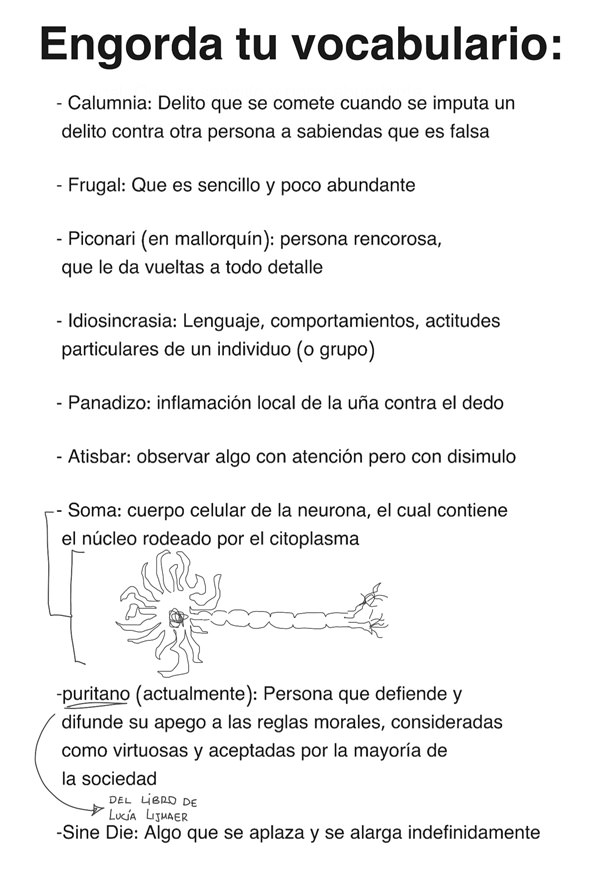 Engorda tu vocabulario:
- Calumnia: Delito que se comete cuando se imputa un
delito contra otra persona a sabiendas que es falsa
- Frugal: Que es sencillo y poco abundante
- Piconari (en mallorquín): persona rencorosa,
que le da vueltas a todo detalle
- Idiosincrasia: Lenguaje, comportamientos, actitudes
particulares de un individuo (o grupo)
- Panadizo: inflamación local de la uña contra el dedo
- Atisbar: observar algo con atención pero con disimulo
- Soma: cuerpo celular de la neurona, el cual contiene
el núcleo rodeado por el citoplasma
-puritano (actualmente): Persona que defiende y
difunde su apego a las reglas morales, consideradas
como virtuosas y aceptadas por la mayoría de
la sociedad
DEL LIBRO DE
LUCÍA LIJMAER
-Sine Die: Algo que se aplaza y se alarga indefinidamente